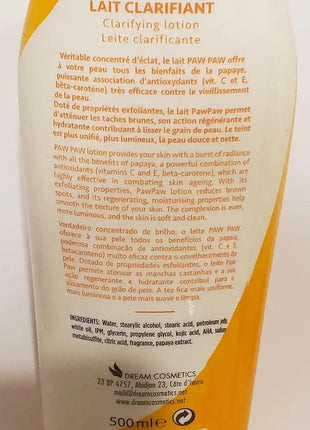 LAIT CLARIFIANT
Clarifying lotion
Leite clarificante
Véritable concentré d'éclat, le lait PAW PAW offre
à votre peau tous les bienfaits de la papaye,
puissante association d'antioxydants (vit. C et E,
bêta-carotène) très efficace contre le vieillissement
de la peau.
Doté de propriétés exfoliantes, le lait PawPaw permet
d'atténuer les taches brunes, son action régénérante et
hydratante contribuant à lisser le grain de peau. Le teint
est plus unifié, plus lumineux, la peau douce et nette.
PAW PAW lotion provides your skin with a burst of radiance
with all the benefits of papaya, a powerful combination of
antioxidants (vitamins C and E, beta-carotene), which are
highly effective in combating skin ageing. With its
exfoliating properties, PawPaw lotion reduces brown
spots, and its regenerating, moisturising properties help
smooth the texture of your skin. The complexion is even,
more luminous, and the skin is soft and clean.
Verdadeiro concentrado de brilho, o leite PAW PAW
oferece à sua pele todos os benefícios da papaya,
poderosa combinação de antioxidantes (vit. C e E,
betacaroteno) muito eficaz contra o envelhecimento da
pele. Dotado de propriedades exfoliantes, o leite Paw
Paw permite atenuar as manchas castanhas e a sua
ação regenerante e hidratante contribui para o
alisamento do grão de pele. A tez fica mais uniforme,
mais luminosa e a pele mais suave e limpa.
INGREDIENTS: Water, stearylic alcohol, stearic acid, petroleum jelly,
white oil, IPM, glycerin, propylene glycol, kojic acid, AHA, sodium
metabisulfite, citric acid, fragrance, papaya extract.
DREAM COSMETICS
23 BP 4757, Abidjan 23, Côte d'Ivoire
www.dreamcosmetics.com
500ml e